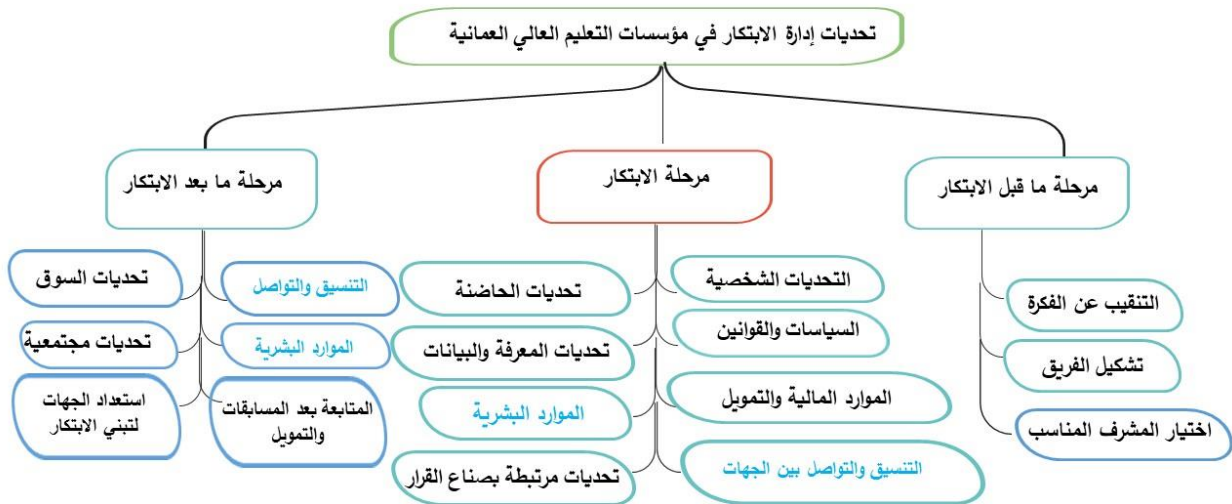 تحديات إدارة الابتكار في مؤسسات التعليم العالي العمانية
مرحلة ما قبل الابتكار
مرحلة الابتكار
مرحلة ما بعد الابتكار
التنقيب عن الفكرة
تشكيل الفريق
اختيار المشرف المناسب
التحديات الشخصية
السياسات والقوانين
الموارد المالية والتمويل
التنسيق والتواصل بين الجهات
تحديات الحاضنة
تحديات المعرفة والبيانات
الموارد البشرية
تحديات مرتبطة بصناع القرار
التنسيق والتواصل
الموارد البشرية
المتابعة بعد المسابقات
والتمويل
تحديات السوق
تحديات مجتمعية
استعداد الجهات
لتبني الابتكار